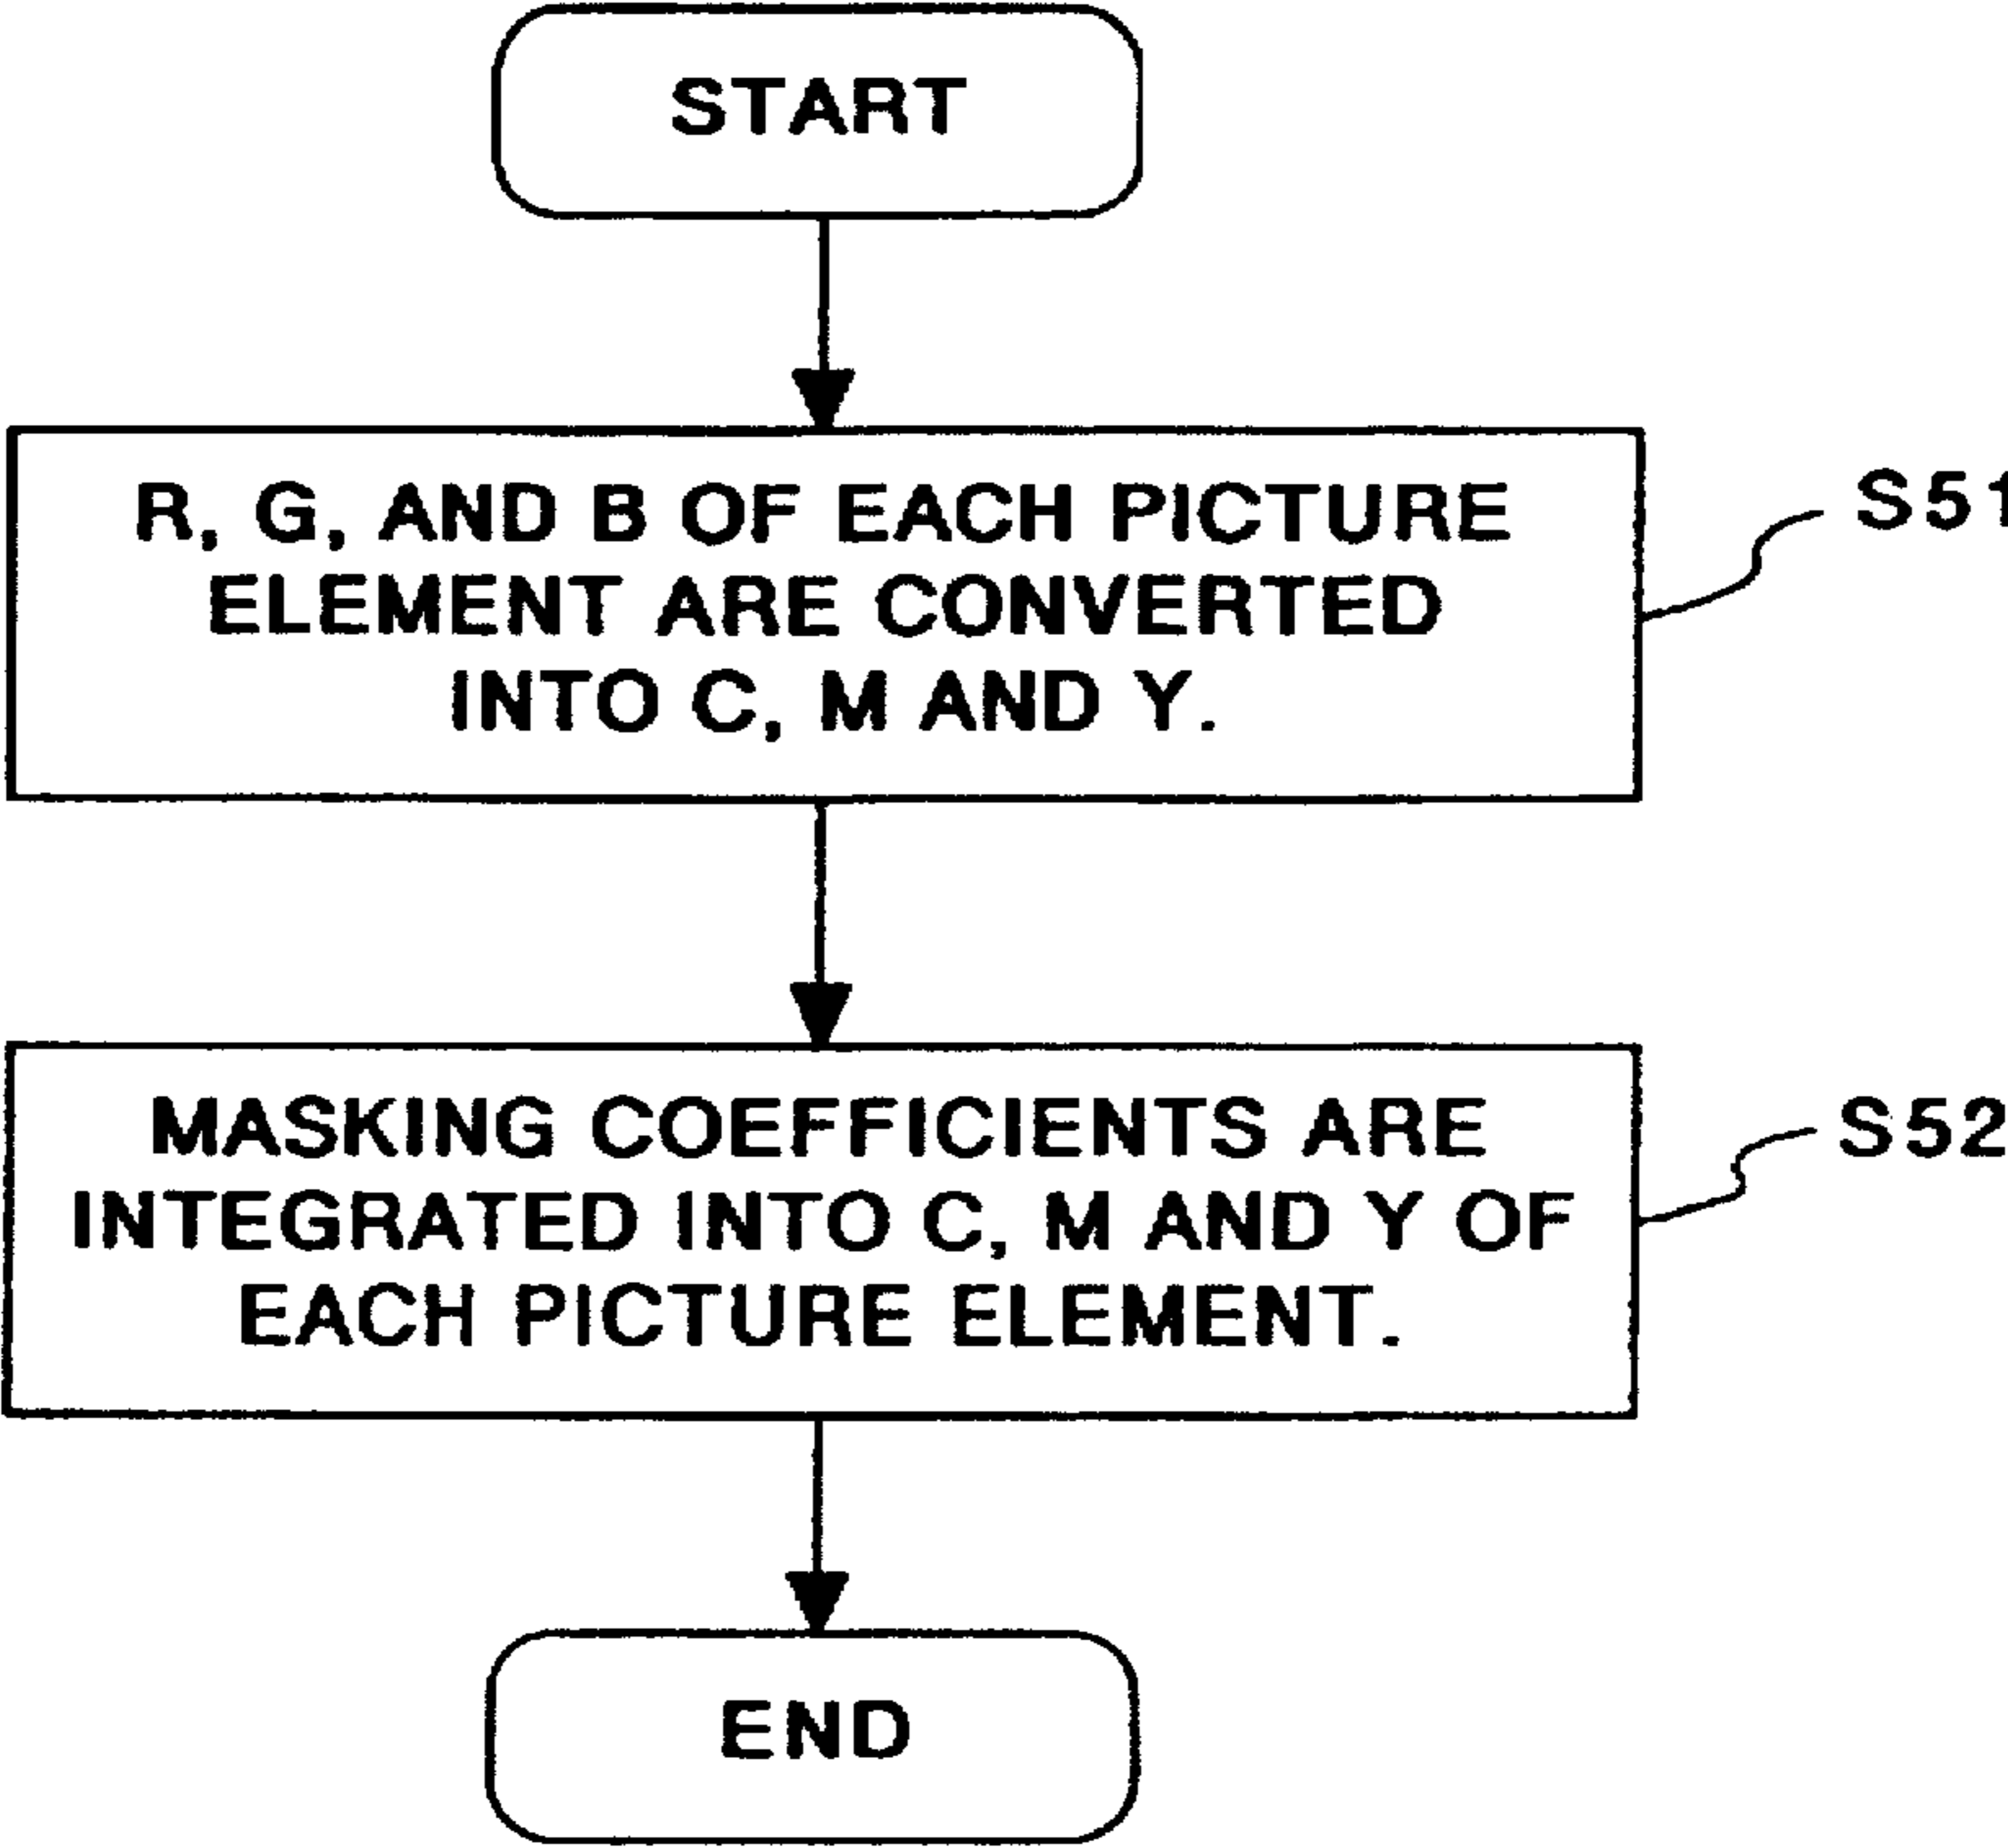 START
R, G, AND B OF EACH PICTURE
ELEMENT ARE CONVERTED
INTO C, M AND Y.
S51
MASKING COEFFICIENTS ARE
INTEGRATED INTO C, M AND Y OF
EACH PICTURE ELEMENT.
S52
END